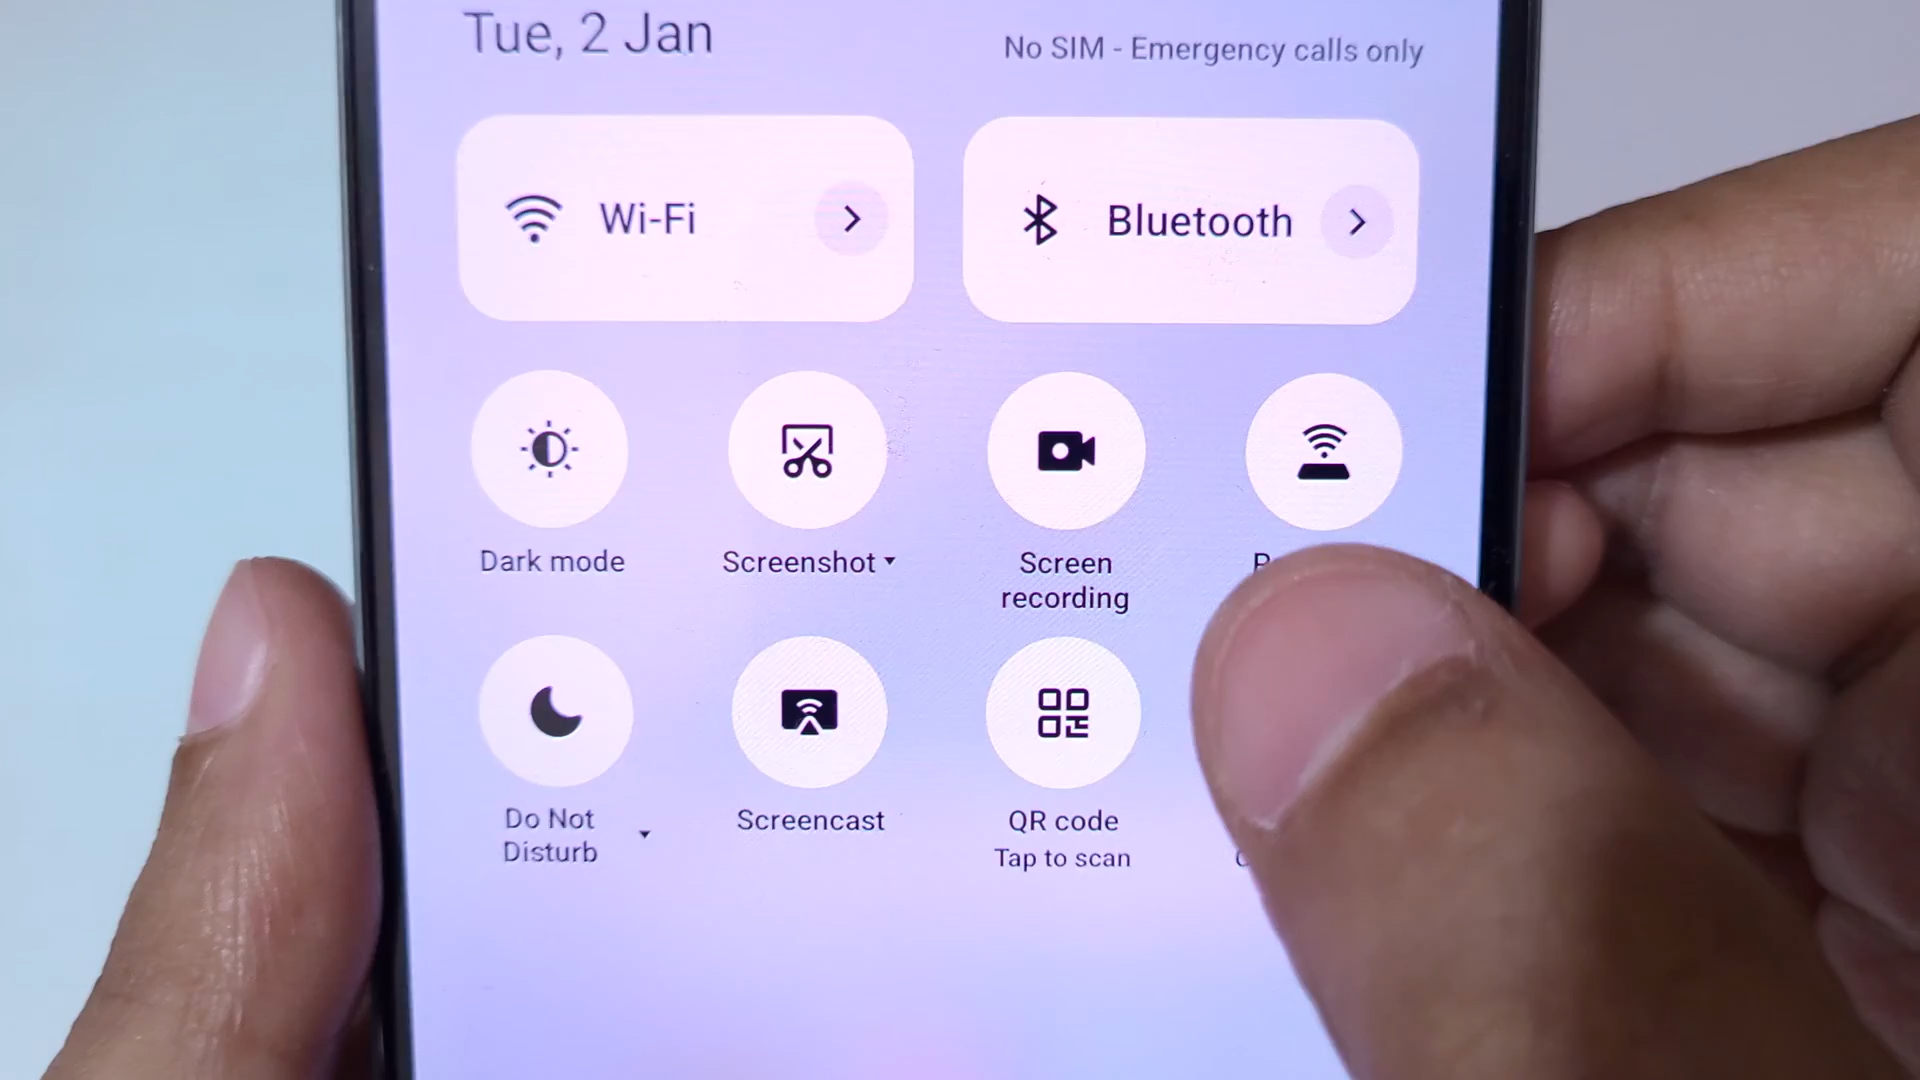 Tue, 2 Jan
No SIM - Emergency calls only
Wi-Fi
Bluetooth
Dark mode
Screenshot
Screen
recording
Do Not
Disturb
Screencast
QR code
Tap to scan